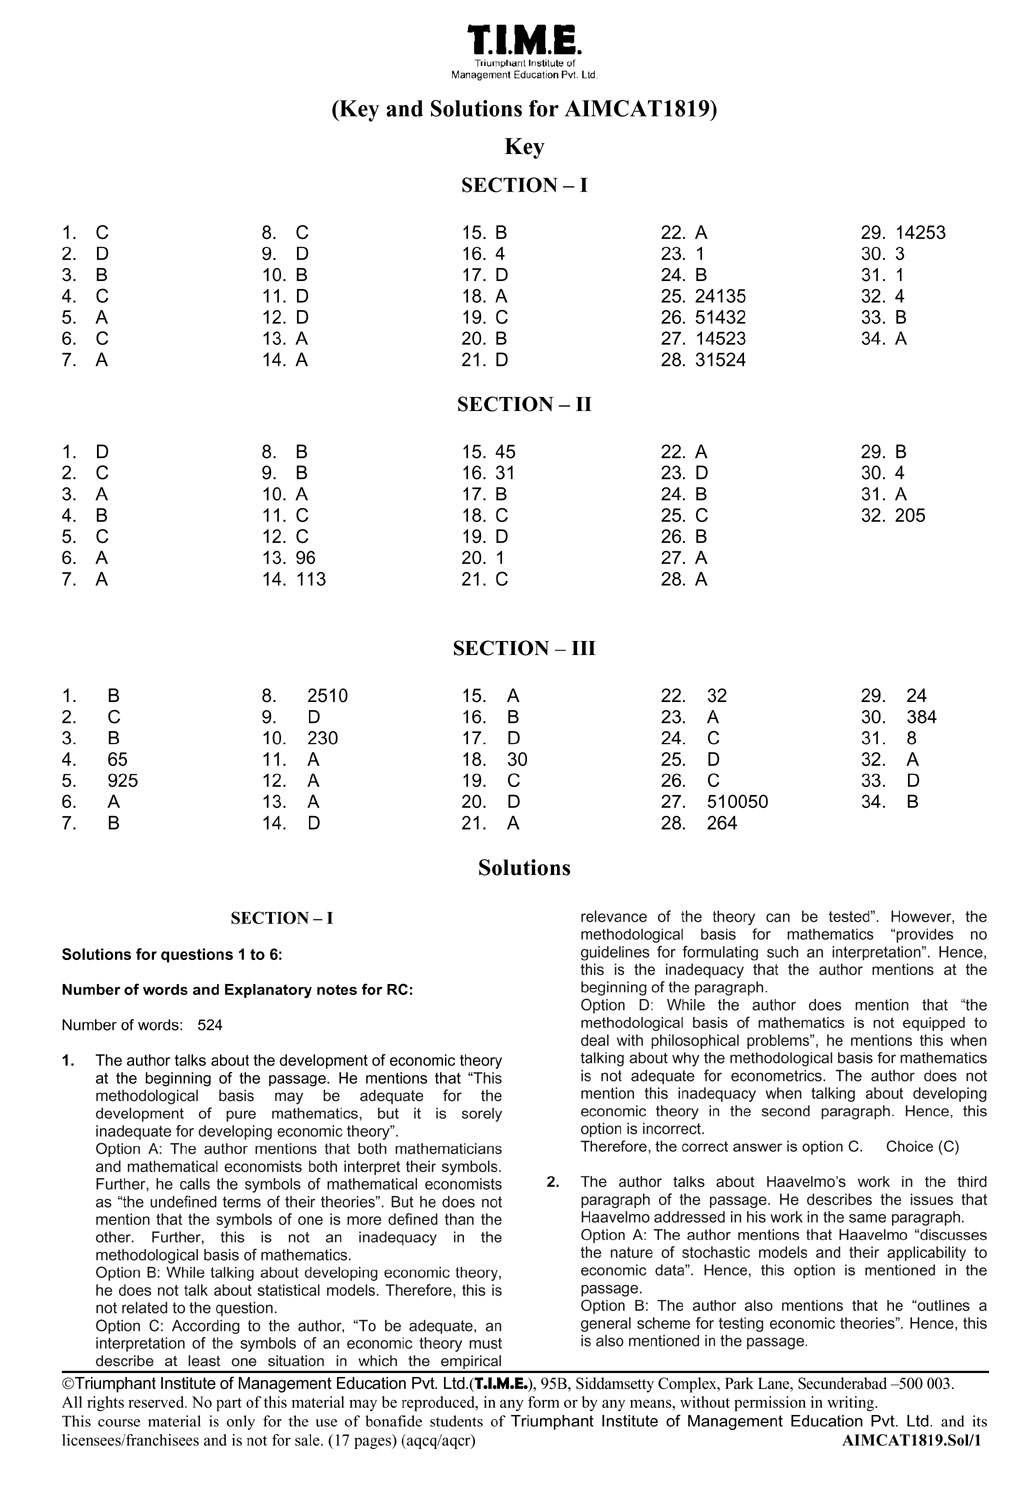 T.I.M.E.
Triumphant Institute of
Management Education Pvt. Ltd.
(Key and Solutions for AIMCAT1819)
Key
SECTION – I
1. C 8. C 15. B 22. A 29. 14253
2. D 9. D 16. 4 23. 1 30. 3
3. B 10. B 17. D 24. B 31. 1
4. C 11. D 18. A 25. 24135 32. 4
5. A 12. D 19. C 26. 51432 33. B
6. C 13. A 20. B 27. 14523 34. A
7. A 14. A 21. D 28. 31524
SECTION – II
1. D 8. B 15. 45 22. A 29. B
2. C 9. B 16. 31 23. D 30. 4
3. A 10. A 17. B 24. B 31. A
4. B 11. C 18. C 25. C 32. 205
5. C 12. C 19. D 26. B
6. A 13. 96 20. 1 27. A
7. A 14. 113 21. C 28. A
SECTION – III
1. B 8. 2510 15. A 22. 32 29. 24
2. C 9. D 16. B 23. A 30. 384
3. B 10. 230 17. D 24. C 31. 8
4. 65 11. A 18. 30 25. D 32. A
5. 925 12. A 19. C 26. C 33. D
6. A 13. A 20. D 27. 510050 34. B
7. B 14. D 21. A 28. 264
Solutions
SECTION – I
Solutions for questions 1 to 6:
Number of words and Explanatory notes for RC:
Number of words: 524
1. The author talks about the development of economic theory
at the beginning of the passage. He mentions that “This
methodological basis may be adequate for the
development of pure mathematics, but it is sorely
inadequate for developing economic theory”.
Option A: The author mentions that both mathematicians
and mathematical economists both interpret their symbols.
Further, he calls the symbols of mathematical economists
as “the undefined terms of their theories”. But he does not
mention that the symbols of one is more defined than the
other. Further, this is not an inadequacy in the
methodological basis of mathematics.
Option B: While talking about developing economic theory,
he does not talk about statistical models. Therefore, this is
not related to the question.
Option C: According to the author, “To be adequate, an
interpretation of the symbols of an economic theory must
describe at least one situation in which the empirical
relevance of the theory can be tested”. However, the
methodological basis for mathematics “provides no
guidelines for formulating such an interpretation”. Hence,
this is the inadequacy that the author mentions at the
beginning of the paragraph.
Option D: While the author does mention that “the
methodological basis of mathematics is not equipped to
deal with philosophical problems”, he mentions this when
talking about why the methodological basis for mathematics
is not adequate for econometrics. The author does not
mention this inadequacy when talking about developing
economic theory in the second paragraph. Hence, this
option is incorrect.
Therefore, the correct answer is option C. Choice (C)
2. The author talks about Haavelmo’s work in the third
paragraph of the passage. He describes the issues that
Haavelmo addressed in his work in the same paragraph.
Option A: The author mentions that Haavelmo “discusses
the nature of stochastic models and their applicability to
economic data”. Hence, this option is mentioned in the
passage.
Option B: The author also mentions that he “outlines a
general scheme for testing economic theories”. Hence, this
is also mentioned in the passage.
©Triumphant Institute of Management Education Pvt. Ltd.(T.I.M.E.), 95B, Siddamsetty Complex, Park Lane, Secunderabad –500 003.
All rights reserved. No part of this material may be reproduced, in any form or by any means, without permission in writing.
This course material is only for the use of bonafide students of Triumphant Institute of Management Education Pvt. Ltd. and its
licensees/franchisees and is not for sale. (17 pages) (aqcq/aqcr) AIMCAT1819.Sol/1